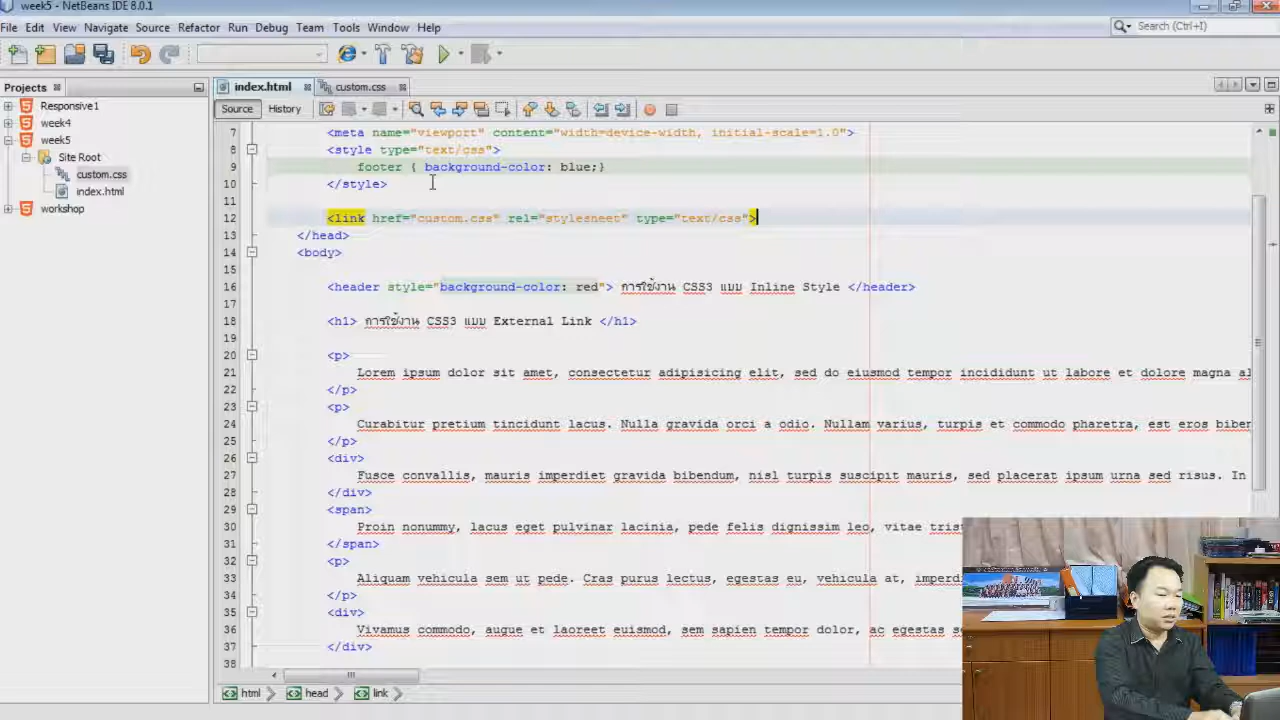 week5 - NetBeans IDE 8.0.1
File Edit View Navigate Source Refactor Run Debug Team Tools Window Help
Search (Ctrl+I)
Projects
index.html
custom.css
Responsive1
week4
week5
Site Root
custom.css
index.html
workshop
Source History
7 <meta name="viewport" content="width=device-width, initial-scale=1.0">
8 <style type="text/css">
9 footer { background-color: blue;}
10 </style>
11
12 <link href="custom.css" rel="stylesheet" type="text/css">
13 </head>
14 <body>
15
16 <header style="background-color: red"> การใช้งาน CSS3 แบบ Inline Style </header>
17
18 <h1> การใช้งาน CSS3 แบบ External Link </h1>
19
20 <p>
21 Lorem ipsum dolor sit amet, consectetur adipisicing elit, sed do eiusmod tempor incididunt ut labore et dolore magna al
22 </p>
23 <p>
24 Curabitur pretium tincidunt lacus. Nulla gravida orci a odio. Nullam varius, turpis et commodo pharetra, est eros biben
25 </p>
26 <div>
27 Fusce convallis, mauris imperdiet gravida bibendum, nisl turpis suscipit mauris, sed placerat ipsum urna sed risus. In
28 </div>
29 <span>
30 Proin nonummy, lacus eget pulvinar lacinia, pede felis dignissim leo, vitae tris
31 </span>
32 <p>
33 Aliquam vehicula sem ut pede. Cras purus lectus, egestas eu, vehicula at, imperdi
34 </p>
35 <div>
36 Vivamus commodo, augue et laoreet euismod, sem sapien tempor dolor, ac egestas s
37 </div>
38
html head link